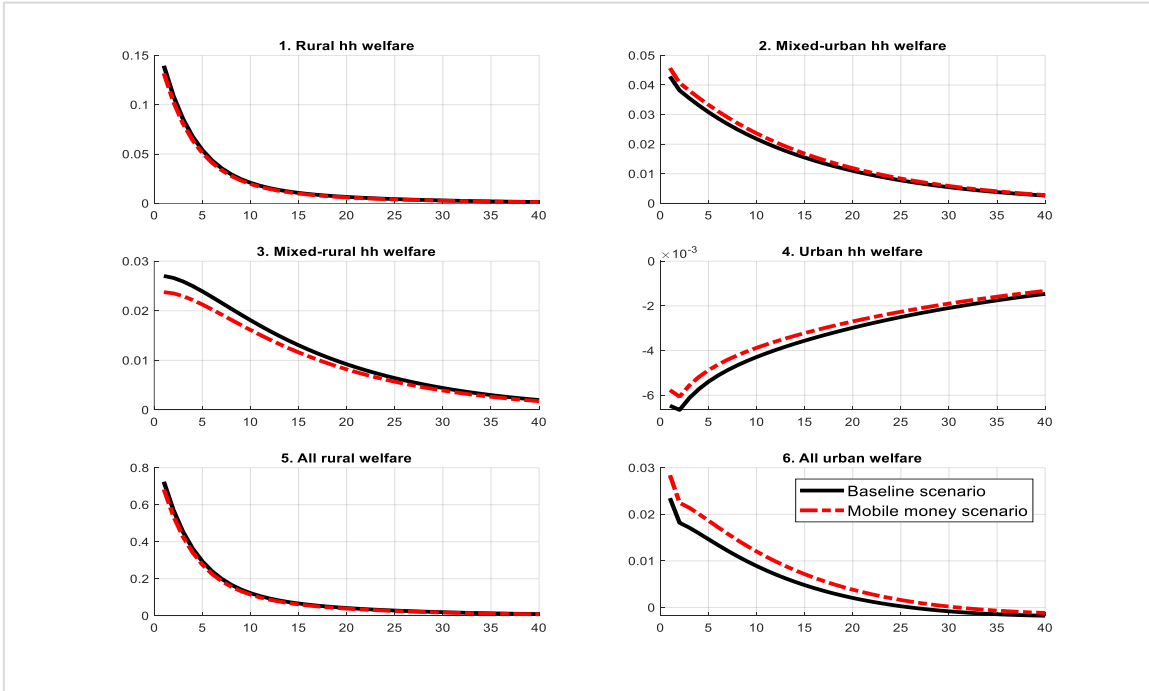 1. Rural hh welfare
0.15
0.1
0.05
0
0 5 10 15 20 25 30 35 40
2. Mixed-urban hh welfare
0.05
0.04
0.03
0.02
0.01
0
0 5 10 15 20 25 30 35 40
3. Mixed-rural hh welfare
0.03
0.02
0.01
0
0 5 10 15 20 25 30 35 40
4. Urban hh welfare
× 10⁻³
0
-2
-4
-6
0 5 10 15 20 25 30 35 40
5. All rural welfare
0.8
0.6
0.4
0.2
0
0 5 10 15 20 25 30 35 40
6. All urban welfare
0.03
0.02
0.01
0
Baseline scenario
Mobile money scenario
0 5 10 15 20 25 30 35 40